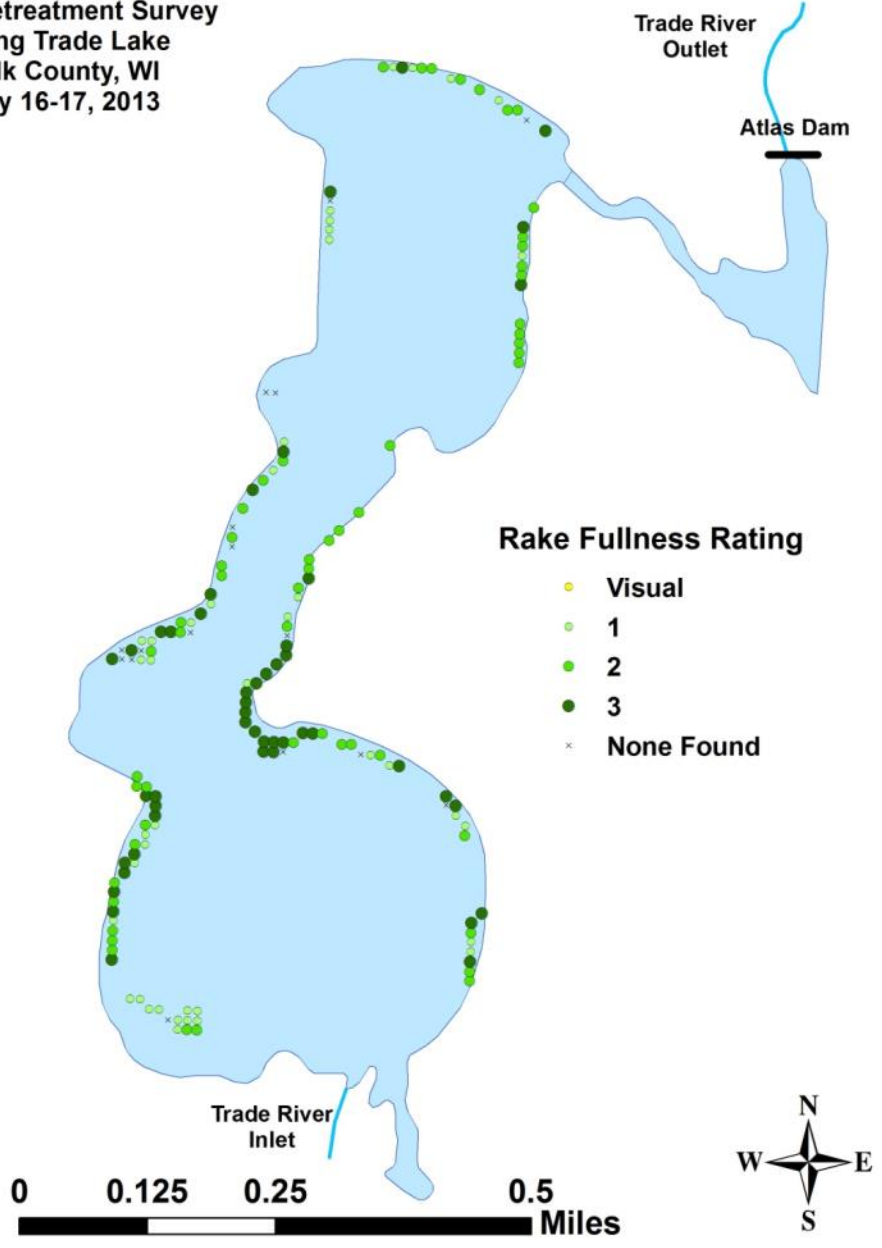 etreatment Survey
ng Trade Lake
lk County, WI
y 16-17, 2013
Trade River
Outlet
Atlas Dam
Rake Fullness Rating
Visual
1
2
3
None Found
Trade River
Inlet
N
W E
S
0 0.125 0.25 0.5
Miles